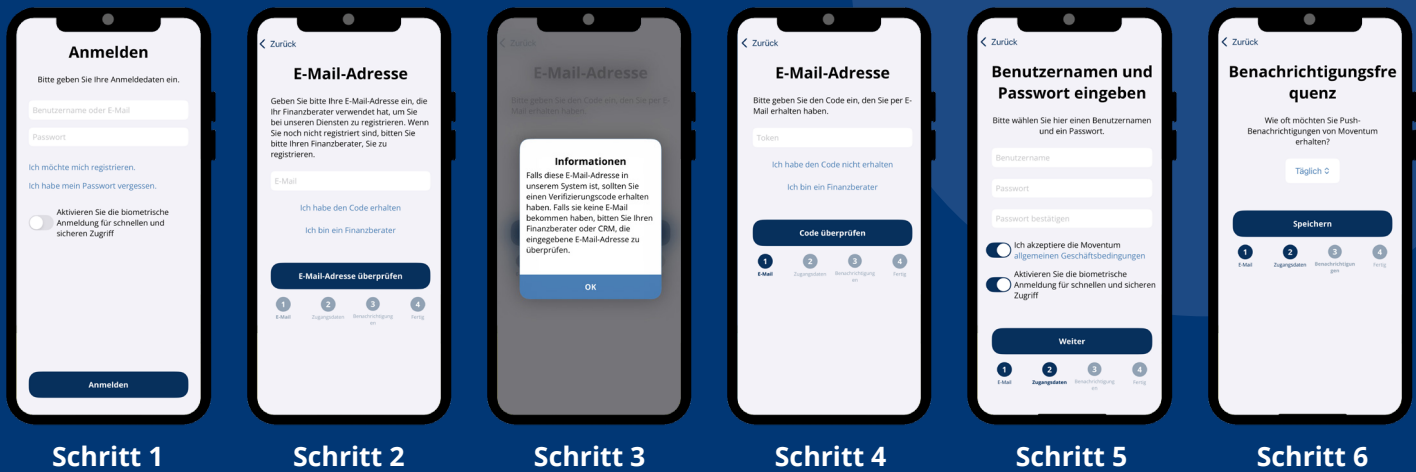 Anmelden
Bitte geben Sie Ihre Anmeldedaten ein.
Benutzername oder E-Mail
Passwort
Ich möchte mich registrieren.
Ich habe mein Passwort vergessen.
Aktivieren Sie die biometrische
Anmeldung für schnellen und
sicheren Zugriff
Anmelden
Schritt 1
Zurück
E-Mail-Adresse
Geben Sie bitte Ihre E-Mail-Adresse ein, die
Ihr Finanzberater verwendet hat, um Sie
bei unseren Diensten zu registrieren. Wenn
Sie noch nicht registriert sind, bitten Sie
bitte Ihren Finanzberater, Sie zu
registrieren.
E-Mail
Ich habe den Code erhalten
Ich bin ein Finanzberater
E-Mail-Adresse überprüfen
1 2 3 4
E-Mail Zugangsdaten Benachrichtigung Fertig
en
Schritt 2
Zurück
E-Mail-Adresse
Bitte geben Sie den Code ein, den Sie per E-
Mail erhalten haben.
Informationen
Falls diese E-Mail-Adresse in
unserem System ist, sollten Sie
einen Verifizierungscode erhalten
haben. Falls sie keine E-Mail
bekommen haben, bitten Sie Ihren
Finanzberater oder CRM, die
eingegebene E-Mail-Adresse zu
überprüfen.
OK
Schritt 3
Zurück
E-Mail-Adresse
Bitte geben Sie den Code ein, den Sie per E-
Mail erhalten haben.
Token
Ich habe den Code nicht erhalten
Ich bin ein Finanzberater
Code überprüfen
1 2 3 4
E-Mail Zugangsdaten Benachrichtigung Fertig
en
Schritt 4
Zurück
Benutzernamen und
Passwort eingeben
Bitte wählen Sie hier einen Benutzernamen
und ein Passwort.
Benutzername
Passwort
Passwort bestätigen
Ich akzeptiere die Moventum
allgemeinen Geschäftsbedingungen
Aktivieren Sie die biometrische
Anmeldung für schnellen und sicheren
Zugriff
Weiter
1 2 3 4
E-Mail Zugangsdaten Benachrichtigung Fertig
en
Schritt 5
Zurück
Benachrichtigungsfre
quenz
Wie oft möchten Sie Push-
Benachrichtigungen von Moventum
erhalten?
Täglich
Speichern
1 2 3 4
E-Mail Zugangsdaten Benachrichtigun Fertig
gen
Schritt 6